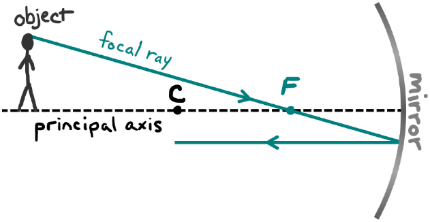 object
focal ray
C
F
principal axis
Mirror